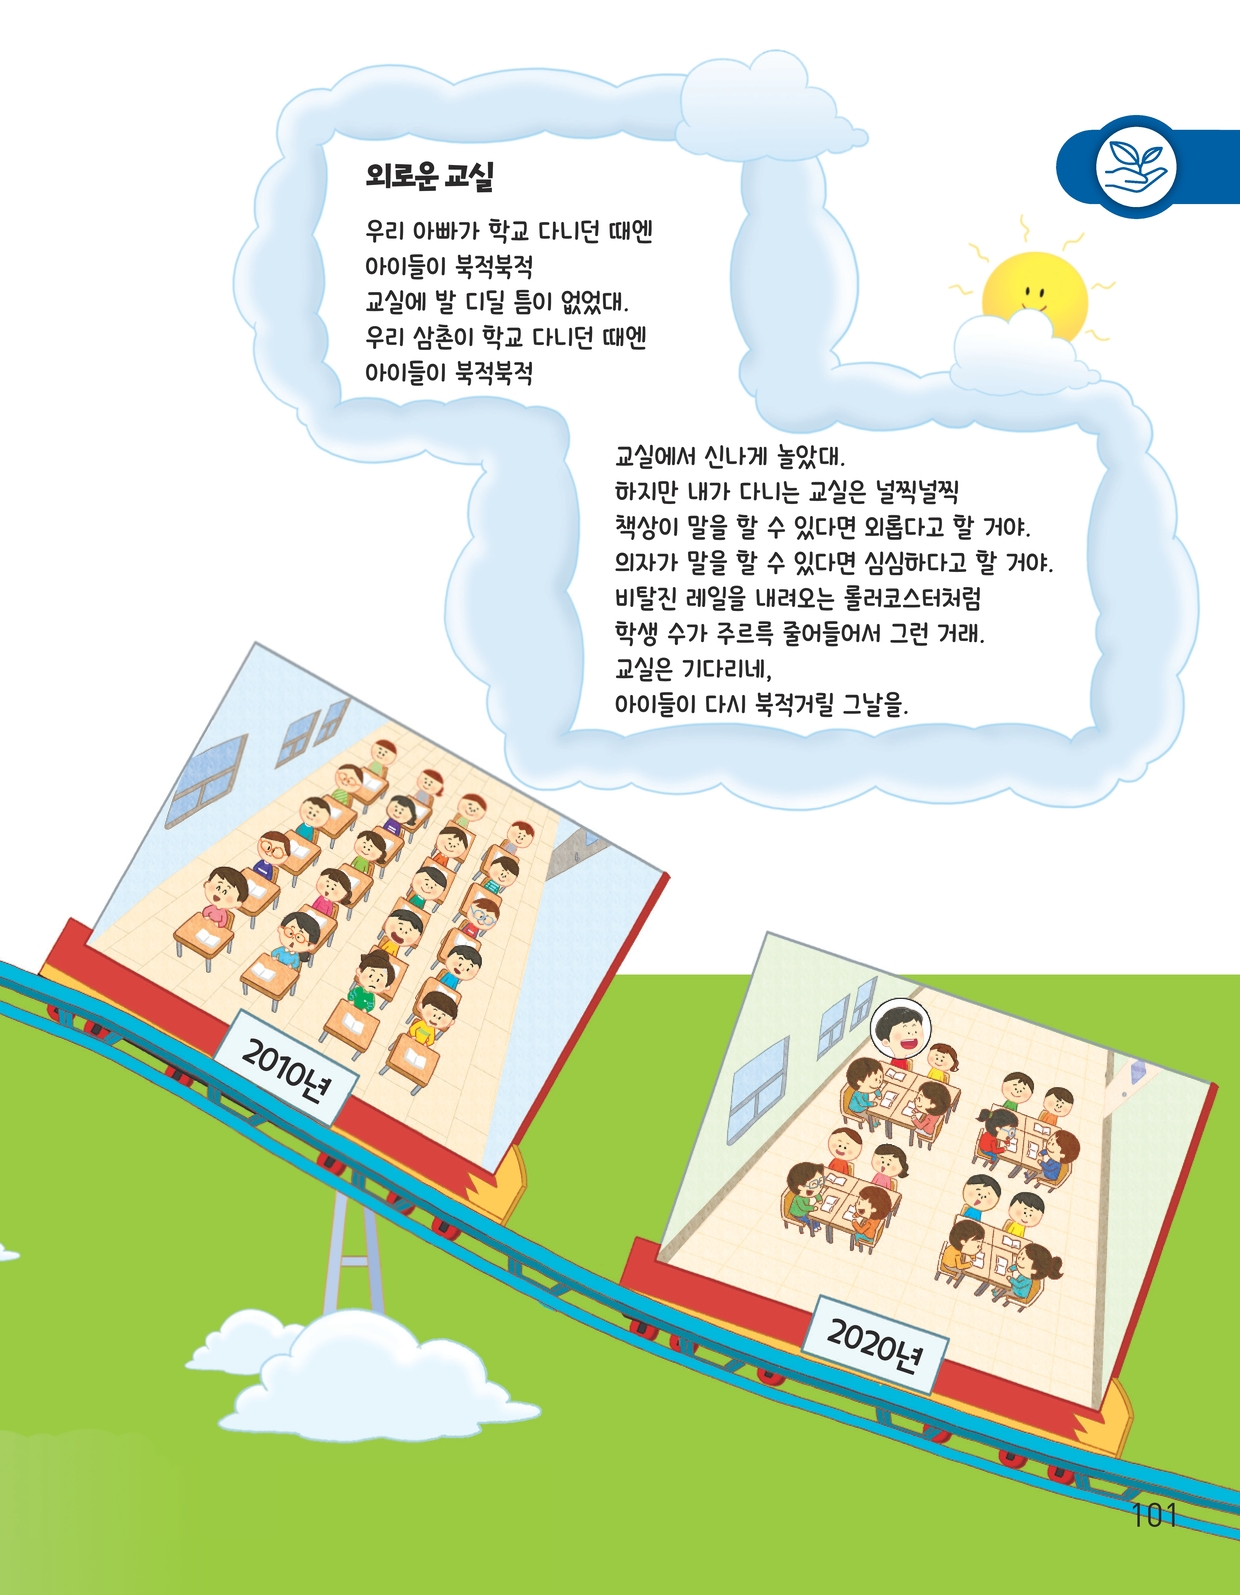 외로운 교실
우리 아빠가 학교 다니던 때엔
아이들이 북적북적
교실에 발 디딜 틈이 없었대.
우리 삼촌이 학교 다니던 때엔
아이들이 북적북적
교실에서 신나게 놀았대.
하지만 내가 다니는 교실은 널찍널찍
책상이 말을 할 수 있다면 외롭다고 할 거야.
의자가 말을 할 수 있다면 심심하다고 할 거야.
비탈진 레일을 내려오는 롤러코스터처럼
학생 수가 주르륵 줄어들어서 그런 거래.
교실은 기다리네,
아이들이 다시 북적거릴 그날을.
2010년
2020년
101